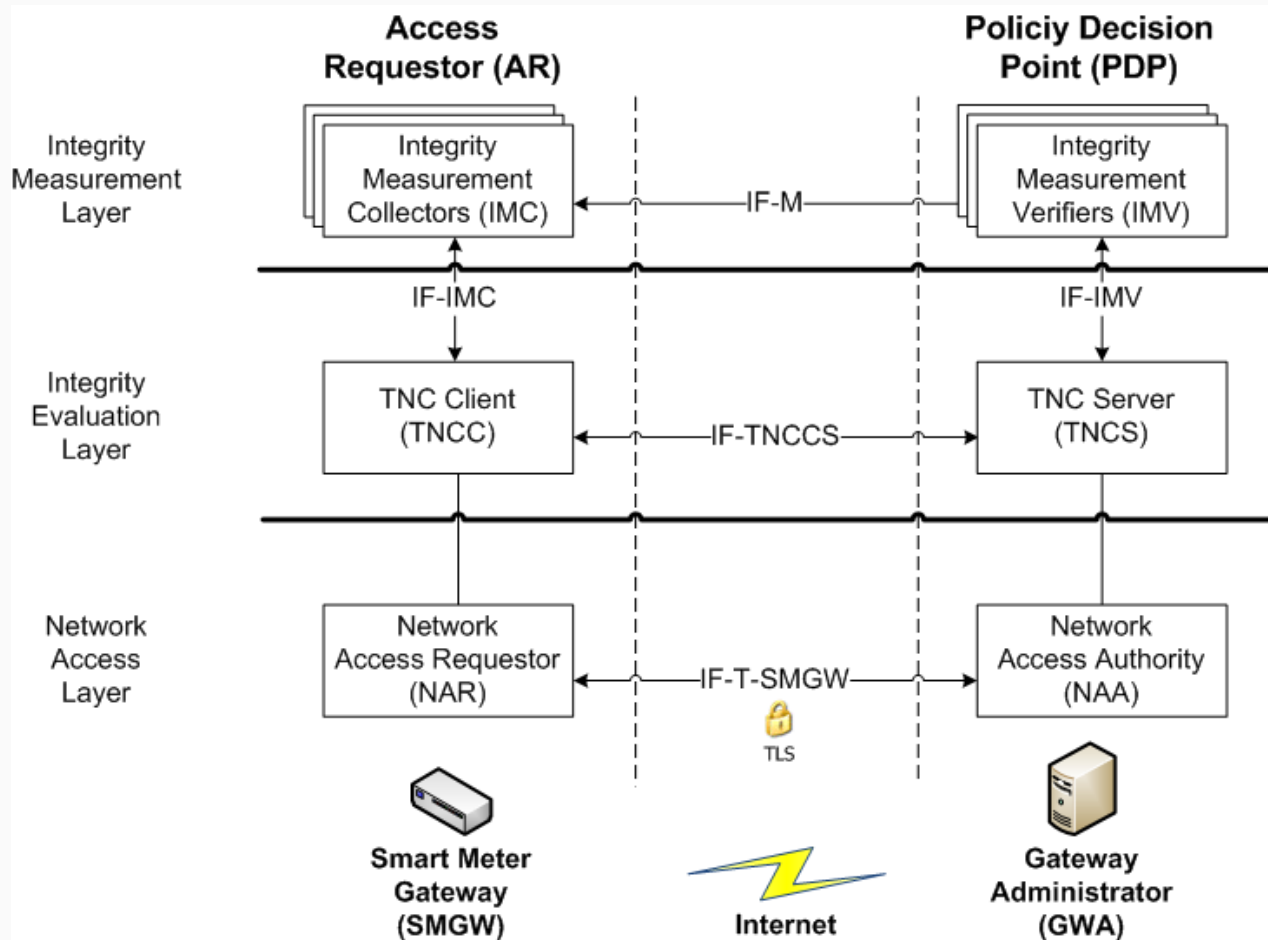 Access
Requestor (AR)
Policiy Decision
Point (PDP)
Integrity
Measurement
Layer
Integrity
Measurement
Collectors (IMC)
IF-M
Integrity
Measurement
Verifiers (IMV)
IF-IMC
IF-IMV
Integrity
Evaluation
Layer
TNC Client
(TNCC)
IF-TNCCS
TNC Server
(TNCS)
Network
Access
Layer
Network
Access Requestor
(NAR)
IF-T-SMGW
TLS
Network
Access Authority
(NAA)
Smart Meter
Gateway
(SMGW)
Internet
Gateway
Administrator
(GWA)